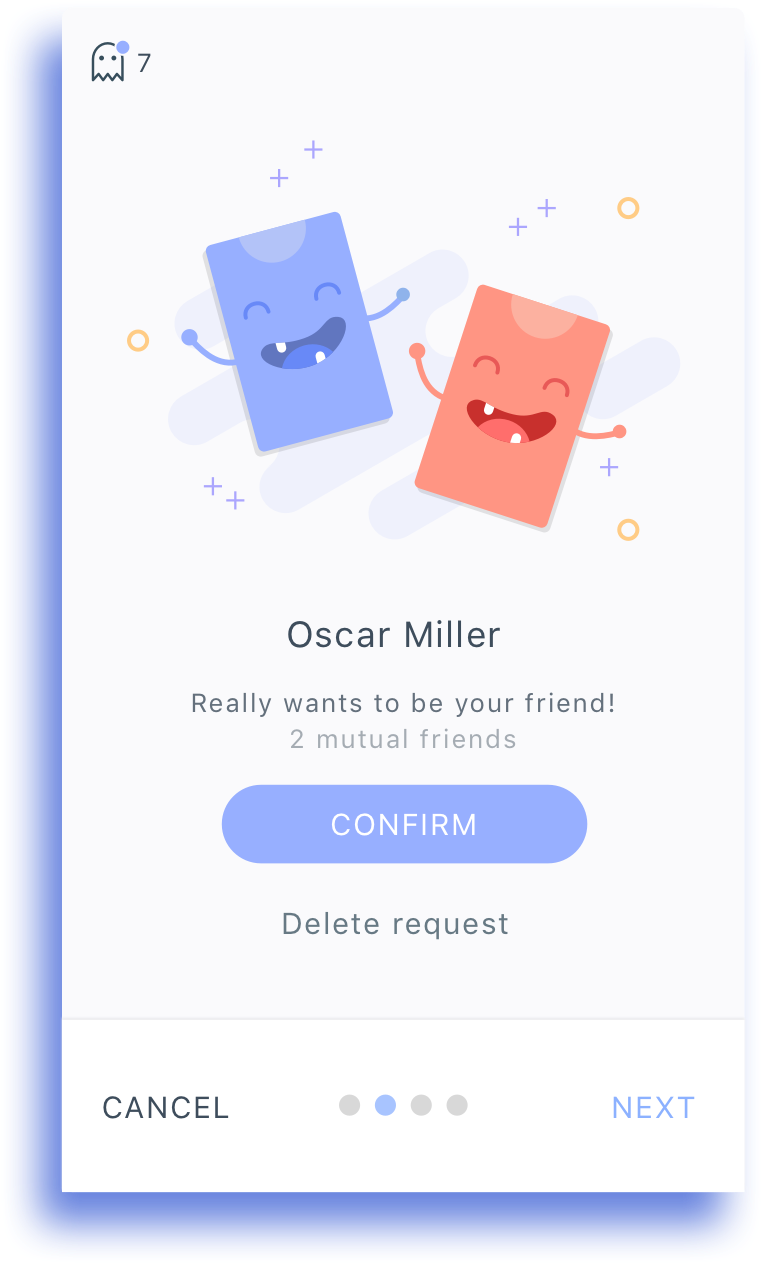 7
Oscar Miller
Really wants to be your friend!
2 mutual friends
CONFIRM
Delete request
CANCEL NEXT